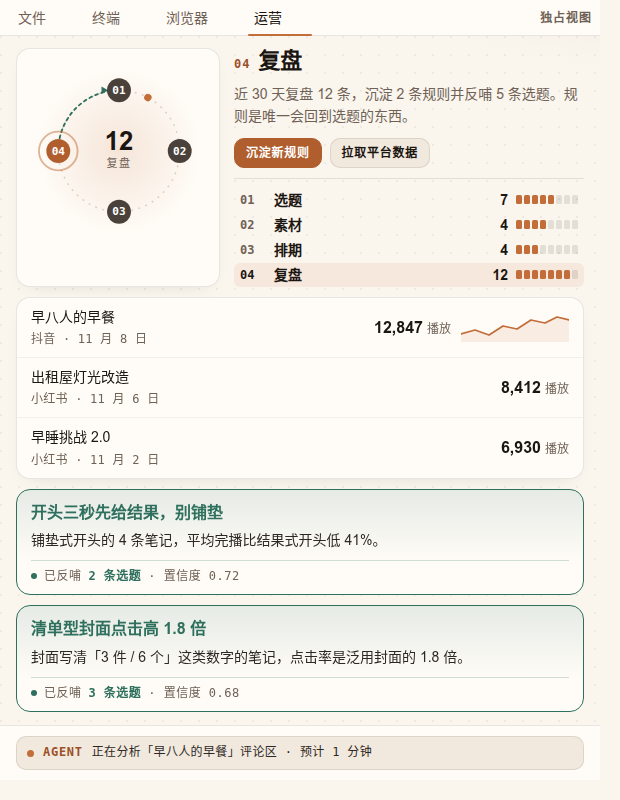 文件 终端 浏览器 运营 独占视图
01
04
12
复盘
02
03
04 复盘
近 30 天复盘 12 条，沉淀 2 条规则并反哺 5 条选题。规
则是唯一会回到选题的东西。
沉淀新规则 拉取平台数据
01 选题 7
02 素材 4
03 排期 4
04 复盘 12
早八人的早餐
抖音 · 11 月 8 日
12,847 播放
出租屋灯光改造
小红书 · 11 月 6 日
8,412 播放
早睡挑战 2.0
小红书 · 11 月 2 日
6,930 播放
开头三秒先给结果，别铺垫
铺垫式开头的 4 条笔记，平均完播比结果式开头低 41%。
已反哺 2 条选题 · 置信度 0.72
清单型封面点击高 1.8 倍
封面写清「3 件 / 6 个」这类数字的笔记，点击率是泛用封面的 1.8 倍。
已反哺 3 条选题 · 置信度 0.68
AGENT 正在分析「早八人的早餐」评论区 · 预计 1 分钟